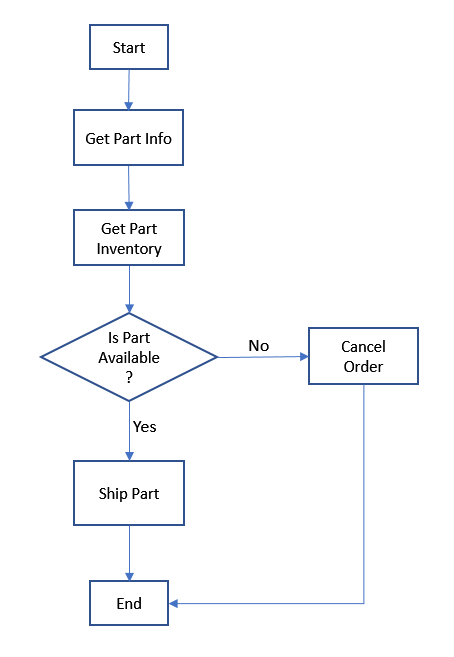 Start
Get Part Info
Get Part
Inventory
Is Part
Available
?
No
Cancel
Order
Yes
Ship Part
End